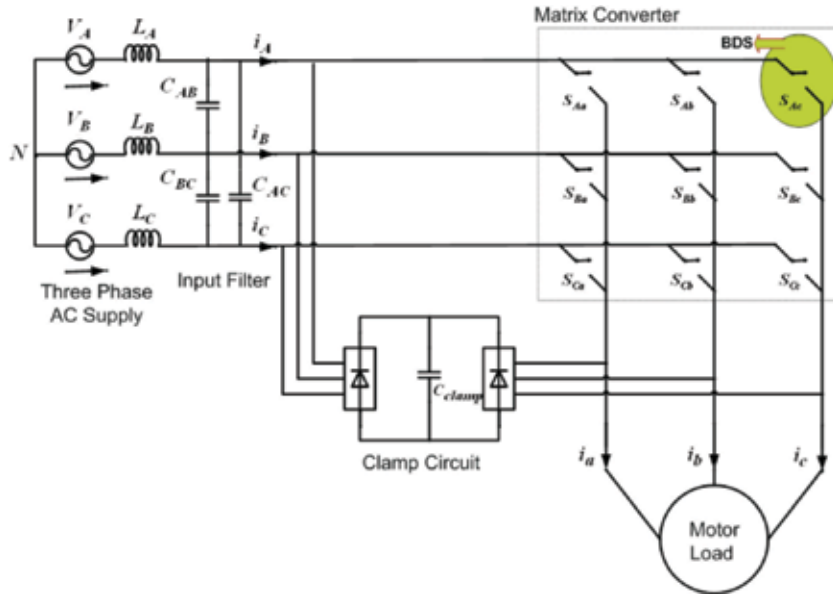 Matrix Converter
BDS
V_A
L_A
i_A
C_AB
S_Aa
S_Ab
S_Ac
V_B
L_B
i_B
N
C_BC
C_AC
S_Ba
S_Bb
S_Bc
V_C
L_C
i_C
S_Ca
S_Cb
S_Cc
Three Phase
AC Supply
Input Filter
C_clamp
Clamp Circuit
i_a
i_b
i_c
Motor
Load